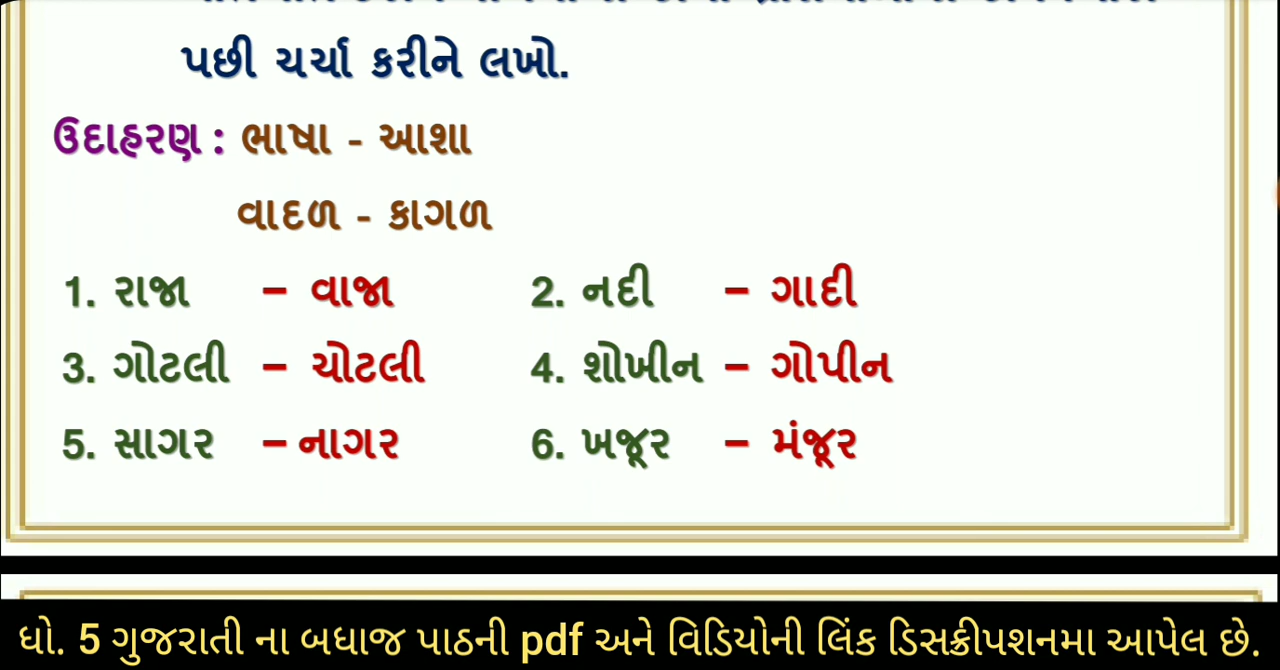 પછી ચર્ચા કરીને લખો.
ઉદાહરણ : ભાષા - આશા
વાદળ - કાગળ
1. રાજા – વાજા 2. નદી – ગાદી
3. ગોટલી – ચોટલી 4. શોખીન – ગોપીન
5. સાગર – નાગર 6. ખજૂર – મંજૂર
ધો. 5 ગુજરાતી ના બધાજ પાઠની pdf અને વિડિયોની લિંક ડિસક્રીપશનમા આપેલ છે.